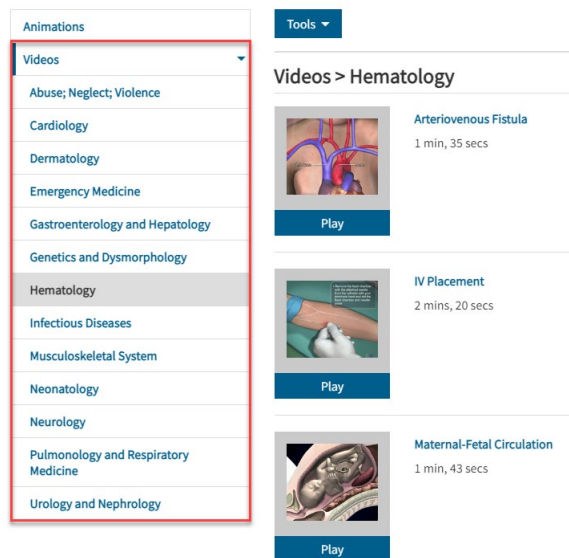 Animations
Videos
Abuse; Neglect; Violence
Cardiology
Dermatology
Emergency Medicine
Gastroenterology and Hepatology
Genetics and Dysmorphology
Hematology
Infectious Diseases
Musculoskeletal System
Neonatology
Neurology
Pulmonology and Respiratory
Medicine
Urology and Nephrology
Tools
Videos > Hematology
Arteriovenous Fistula
1 min, 35 secs
Play
IV Placement
2 mins, 20 secs
Play
Maternal-Fetal Circulation
1 min, 43 secs
Play